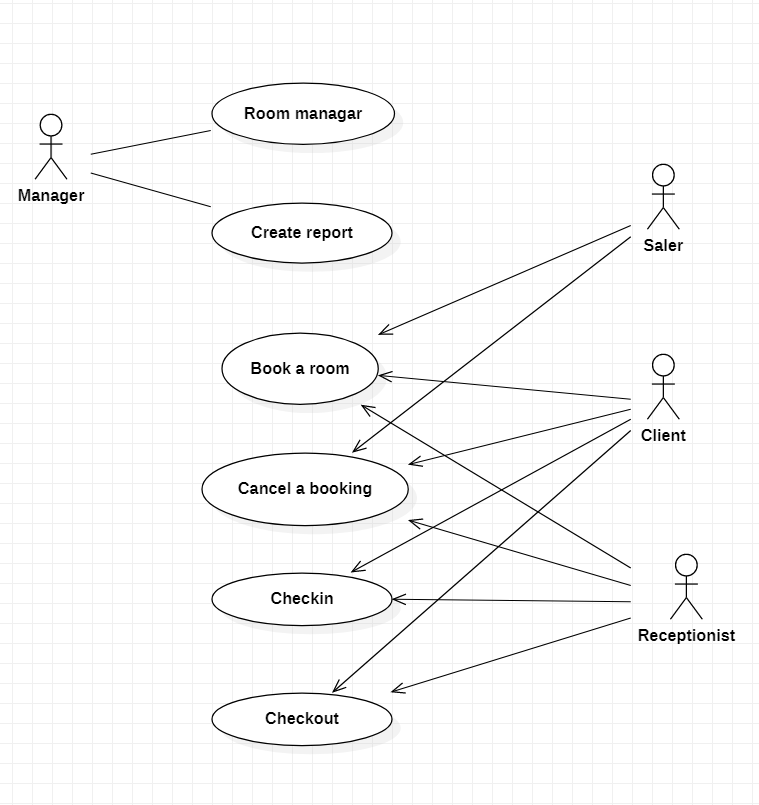 Room managar
Manager
Create report
Saler
Book a room
Client
Cancel a booking
Checkin
Receptionist
Checkout